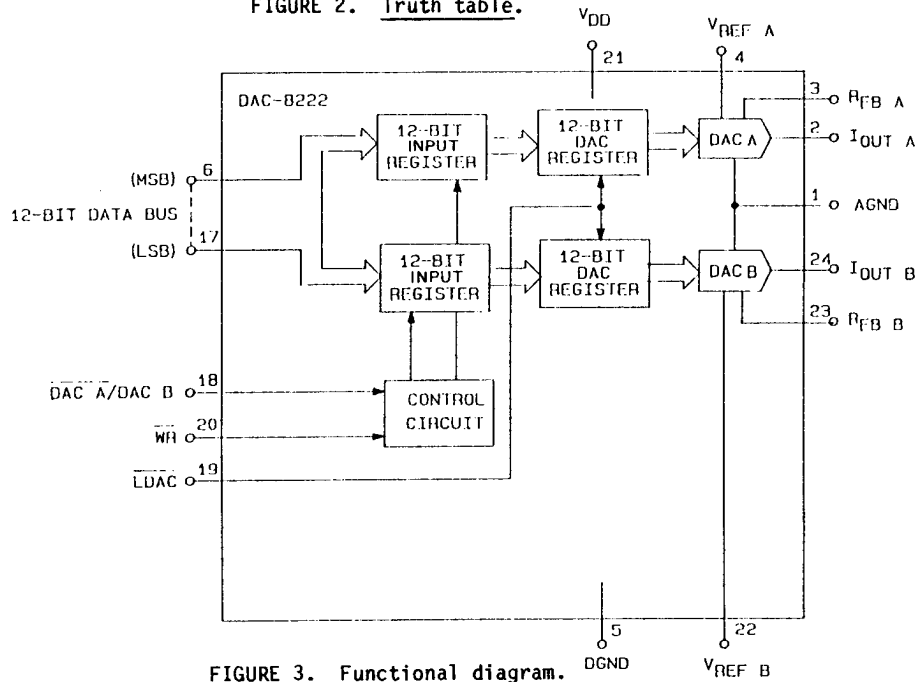 FIGURE 2. Truth table.
VDD
VREF A
21
4
DAC-8222
3
RFB A
12-BIT
INPUT
REGISTER
12-BIT
DAC
REGISTER
DAC A
2
IOUT A
(MSB)
6
12-BIT DATA BUS
1
AGND
(LSB)
17
12-BIT
INPUT
REGISTER
12-BIT
DAC
REGISTER
DAC B
24
IOUT B
23
RFB B
DAC A/DAC B
18
CONTROL
CIRCUIT
WR
20
LDAC
19
5
22
DGND
VREF B
FIGURE 3. Functional diagram.